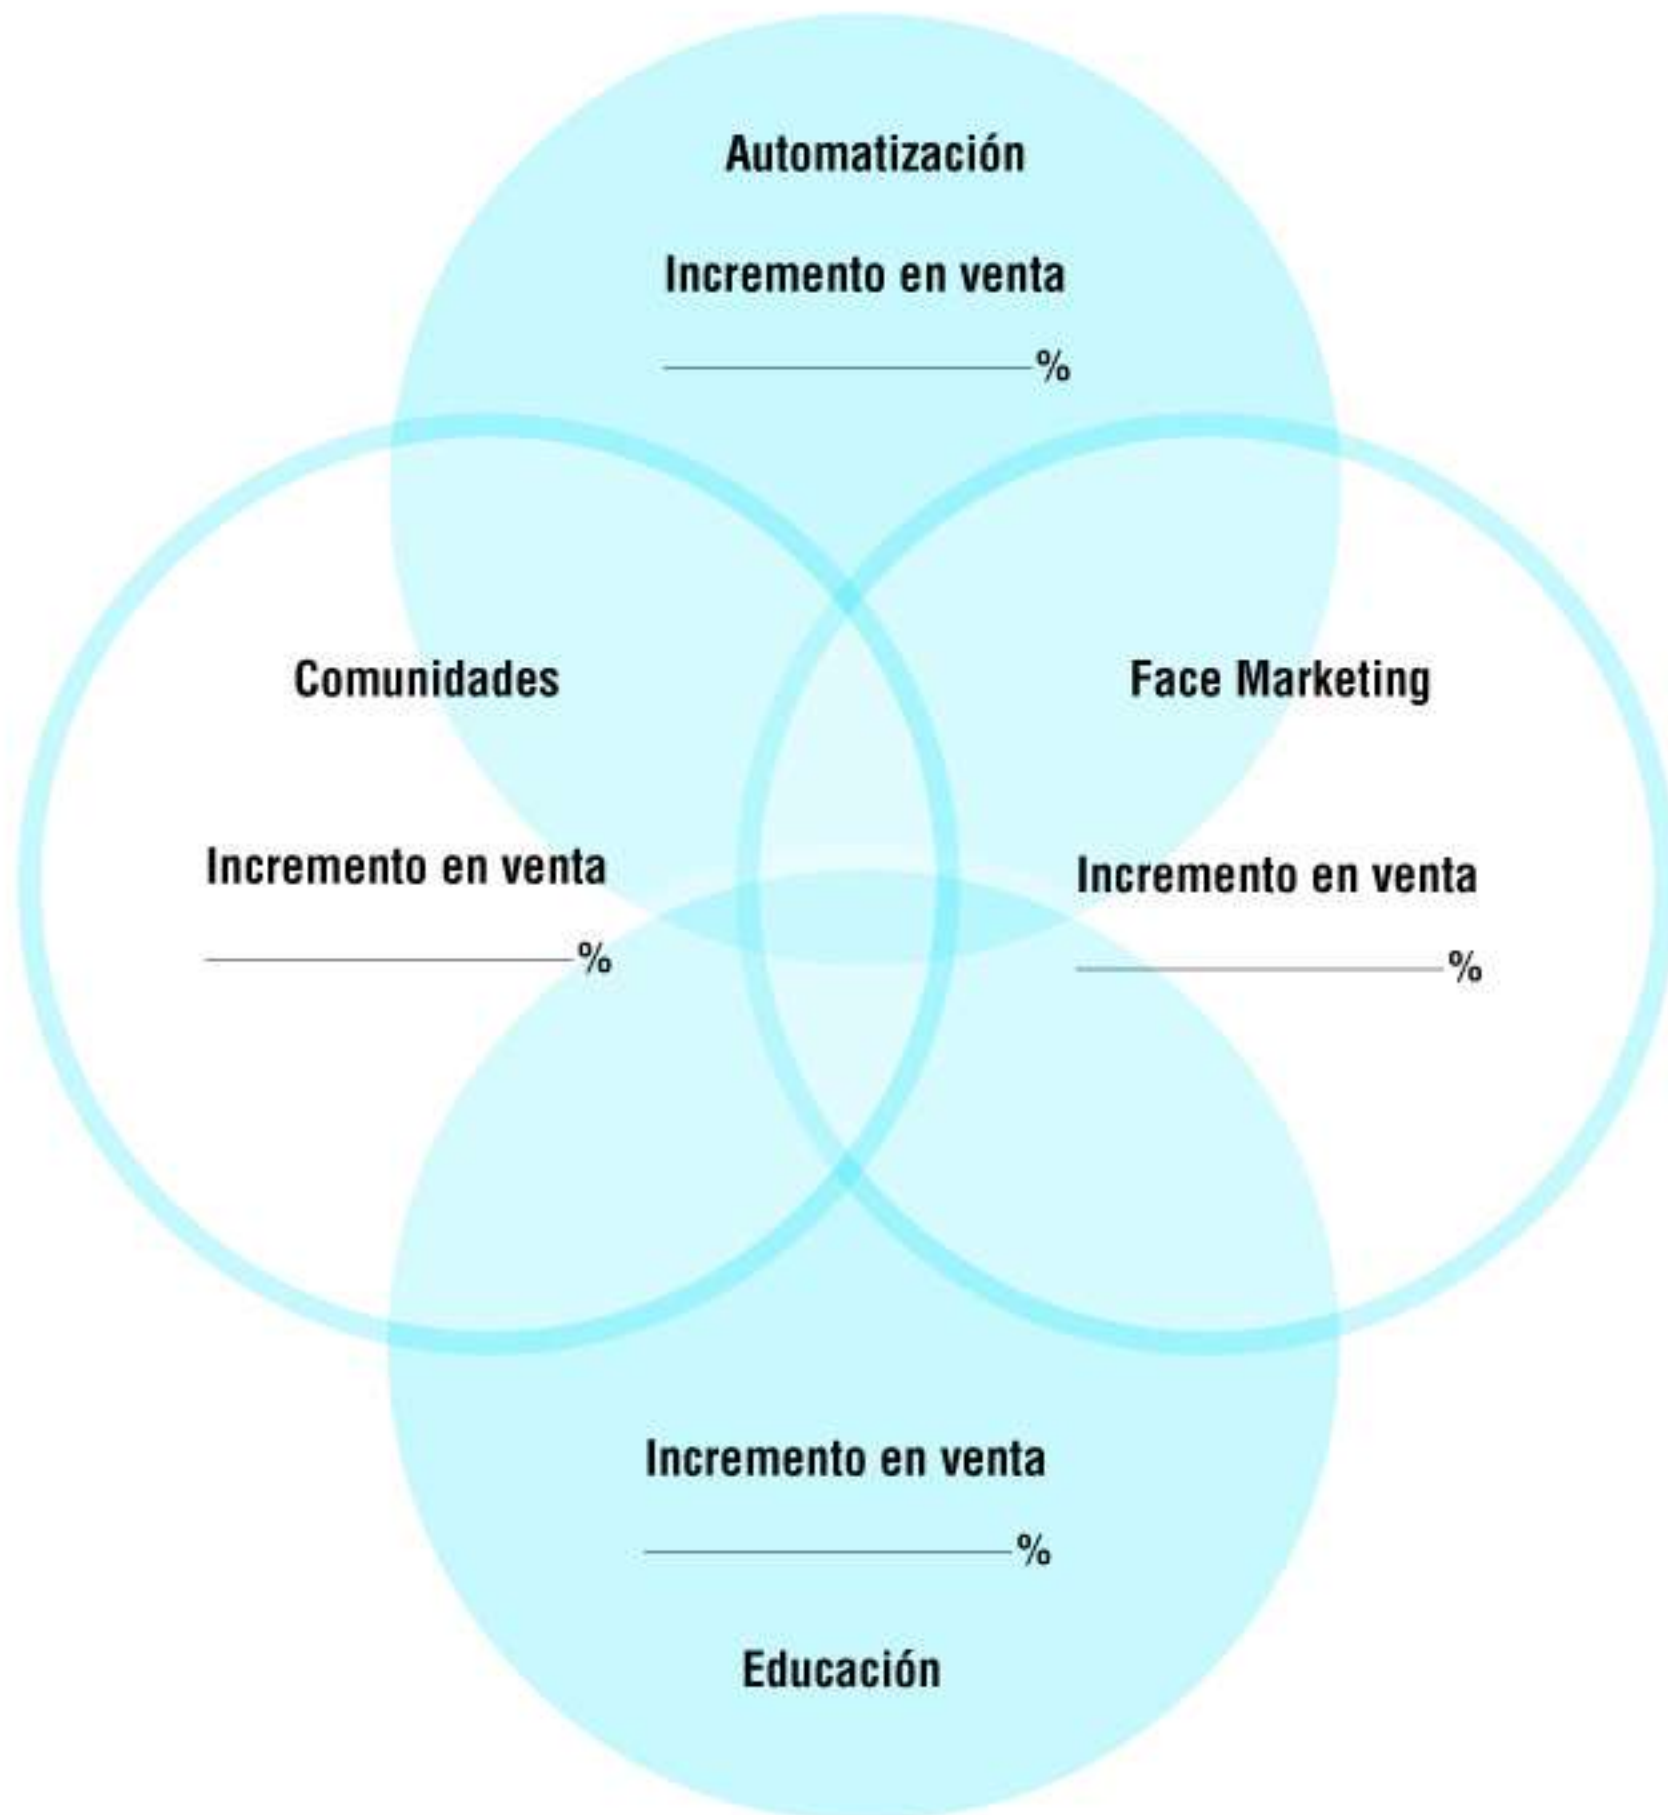 Automatización
Incremento en venta
%
Comunidades
Face Marketing
Incremento en venta
%
Incremento en venta
%
Incremento en venta
%
Educación